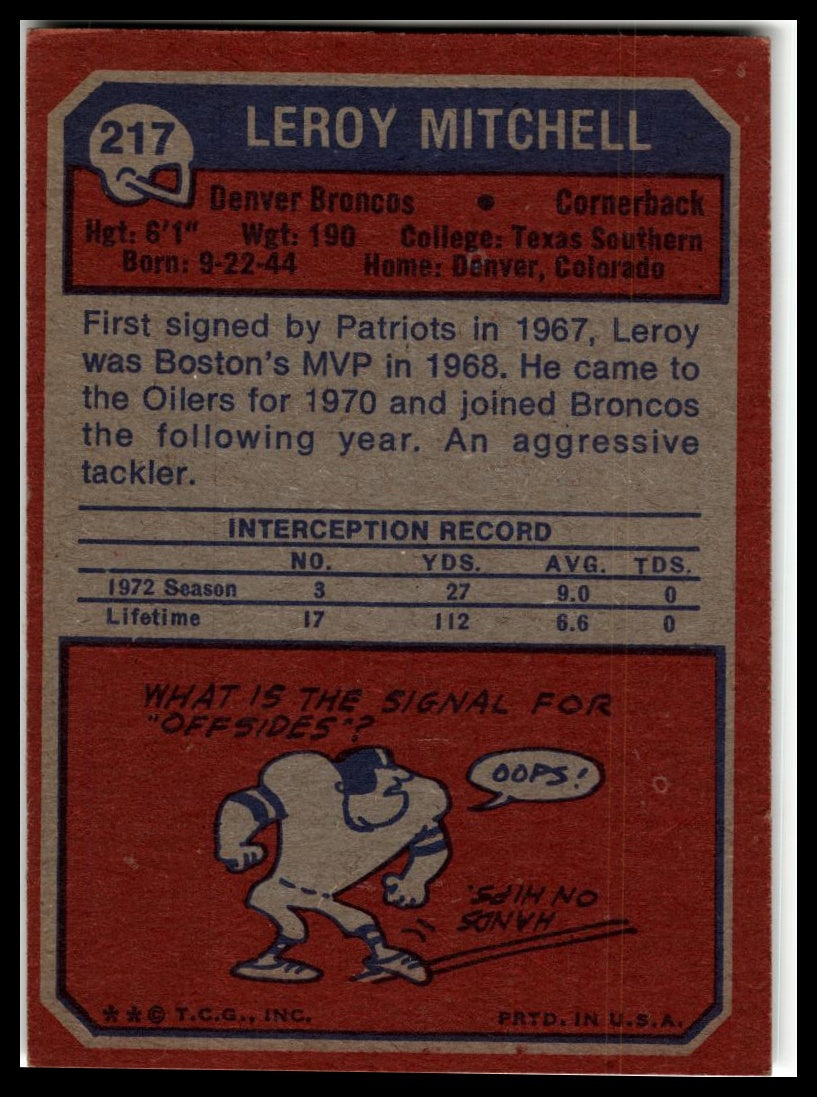 217
LEROY MITCHELL
Denver Broncos • Cornerback
Hgt: 6'1" Wgt: 190 College: Texas Southern
Born: 9-22-44 Home: Denver, Colorado
First signed by Patriots in 1967, Leroy
was Boston's MVP in 1968. He came to
the Oilers for 1970 and joined Broncos
the following year. An aggressive
tackler.
INTERCEPTION RECORD
NO. YDS. AVG. TDS.
1972 Season 3 27 9.0 0
Lifetime 17 112 6.6 0
WHAT IS THE SIGNAL FOR
"OFFSIDES"?
OOPS!
HANDS
ON HIPS.
**© T.C.G., INC. PRTD. IN U.S.A.